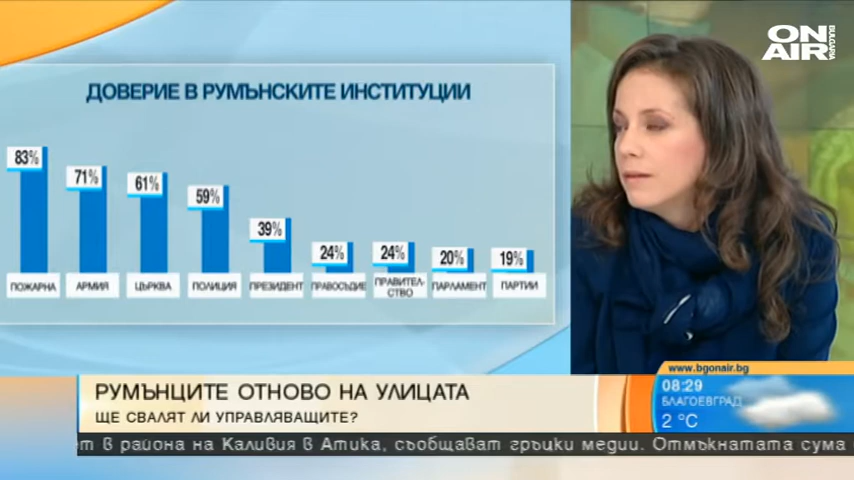 ON
AIR
BULGARIA
ДОВЕРИЕ В РУМЪНСКИТЕ ИНСТИТУЦИИ
83% 71% 61% 59% 39% 24% 24% 20% 19%
ПОЖАРНА АРМИЯ ЦЪРКВА ПОЛИЦИЯ ПРЕЗИДЕНТ ПРАВОСЪДИЕ ПРАВИТЕЛ- ПАРЛАМЕНТ ПАРТИИ
СТВО
www.bgonair.bg
РУМЪНЦИТЕ ОТНОВО НА УЛИЦАТА
ЩЕ СВАЛЯТ ЛИ УПРАВЛЯВАЩИТЕ?
08:29
БЛАГОЕВГРАД
2 °C
в района на Каливия в Атика, съобщават гръцки медии. Отмъкнатата сума